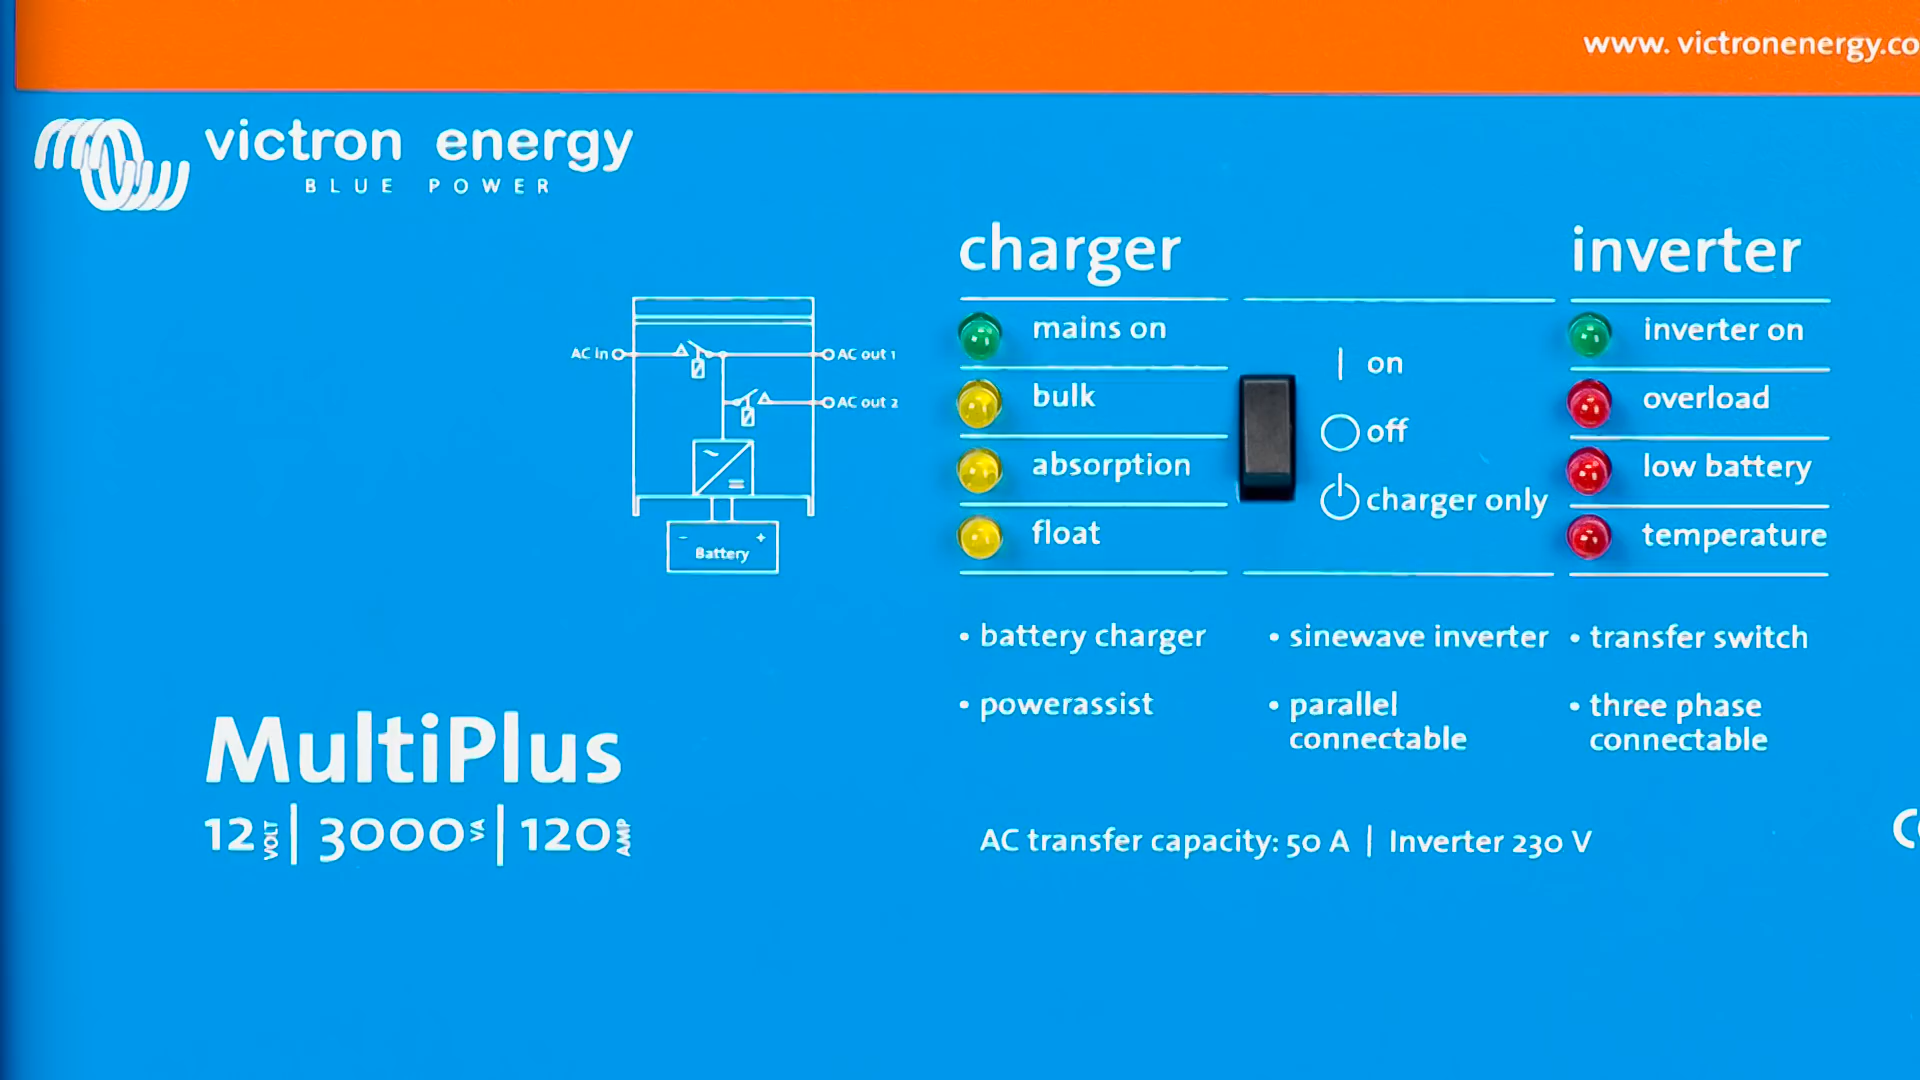 www. victronenergy.co
victron energy
BLUE POWER
charger
inverter
mains on
bulk
absorption
float
on
off
charger only
inverter on
overload
low battery
temperature
AC in
AC out 1
AC out 2
- +
Battery
• battery charger
• sinewave inverter
• transfer switch
• powerassist
• parallel
connectable
• three phase
connectable
MultiPlus
12 VOLT | 3000 VA | 120 AMP
AC transfer capacity: 50 A | Inverter 230 V